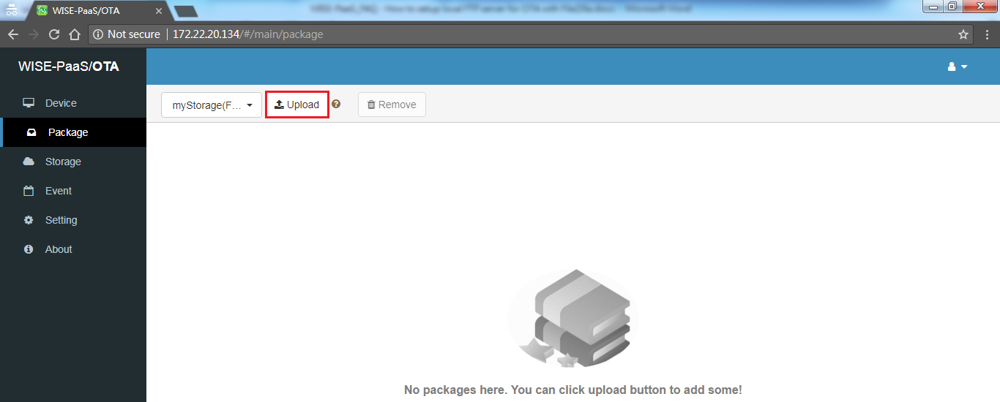 WISE-PaaS/OTA
Not secure 172.22.20.134/#/main/package
WISE-PaaS/OTA
Device
Package
Storage
Event
Setting
About
myStorage(F... Upload Remove
No packages here. You can click upload button to add some!